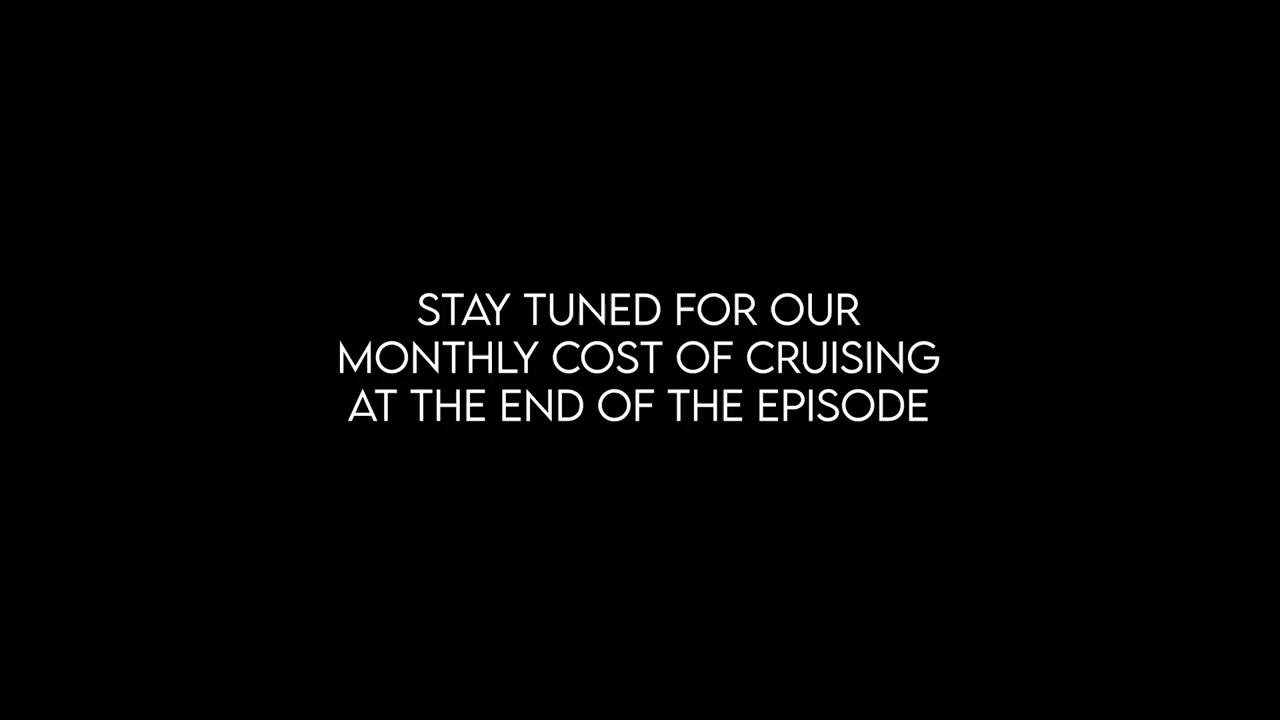 STAY TUNED FOR OUR
MONTHLY COST OF CRUISING
AT THE END OF THE EPISODE